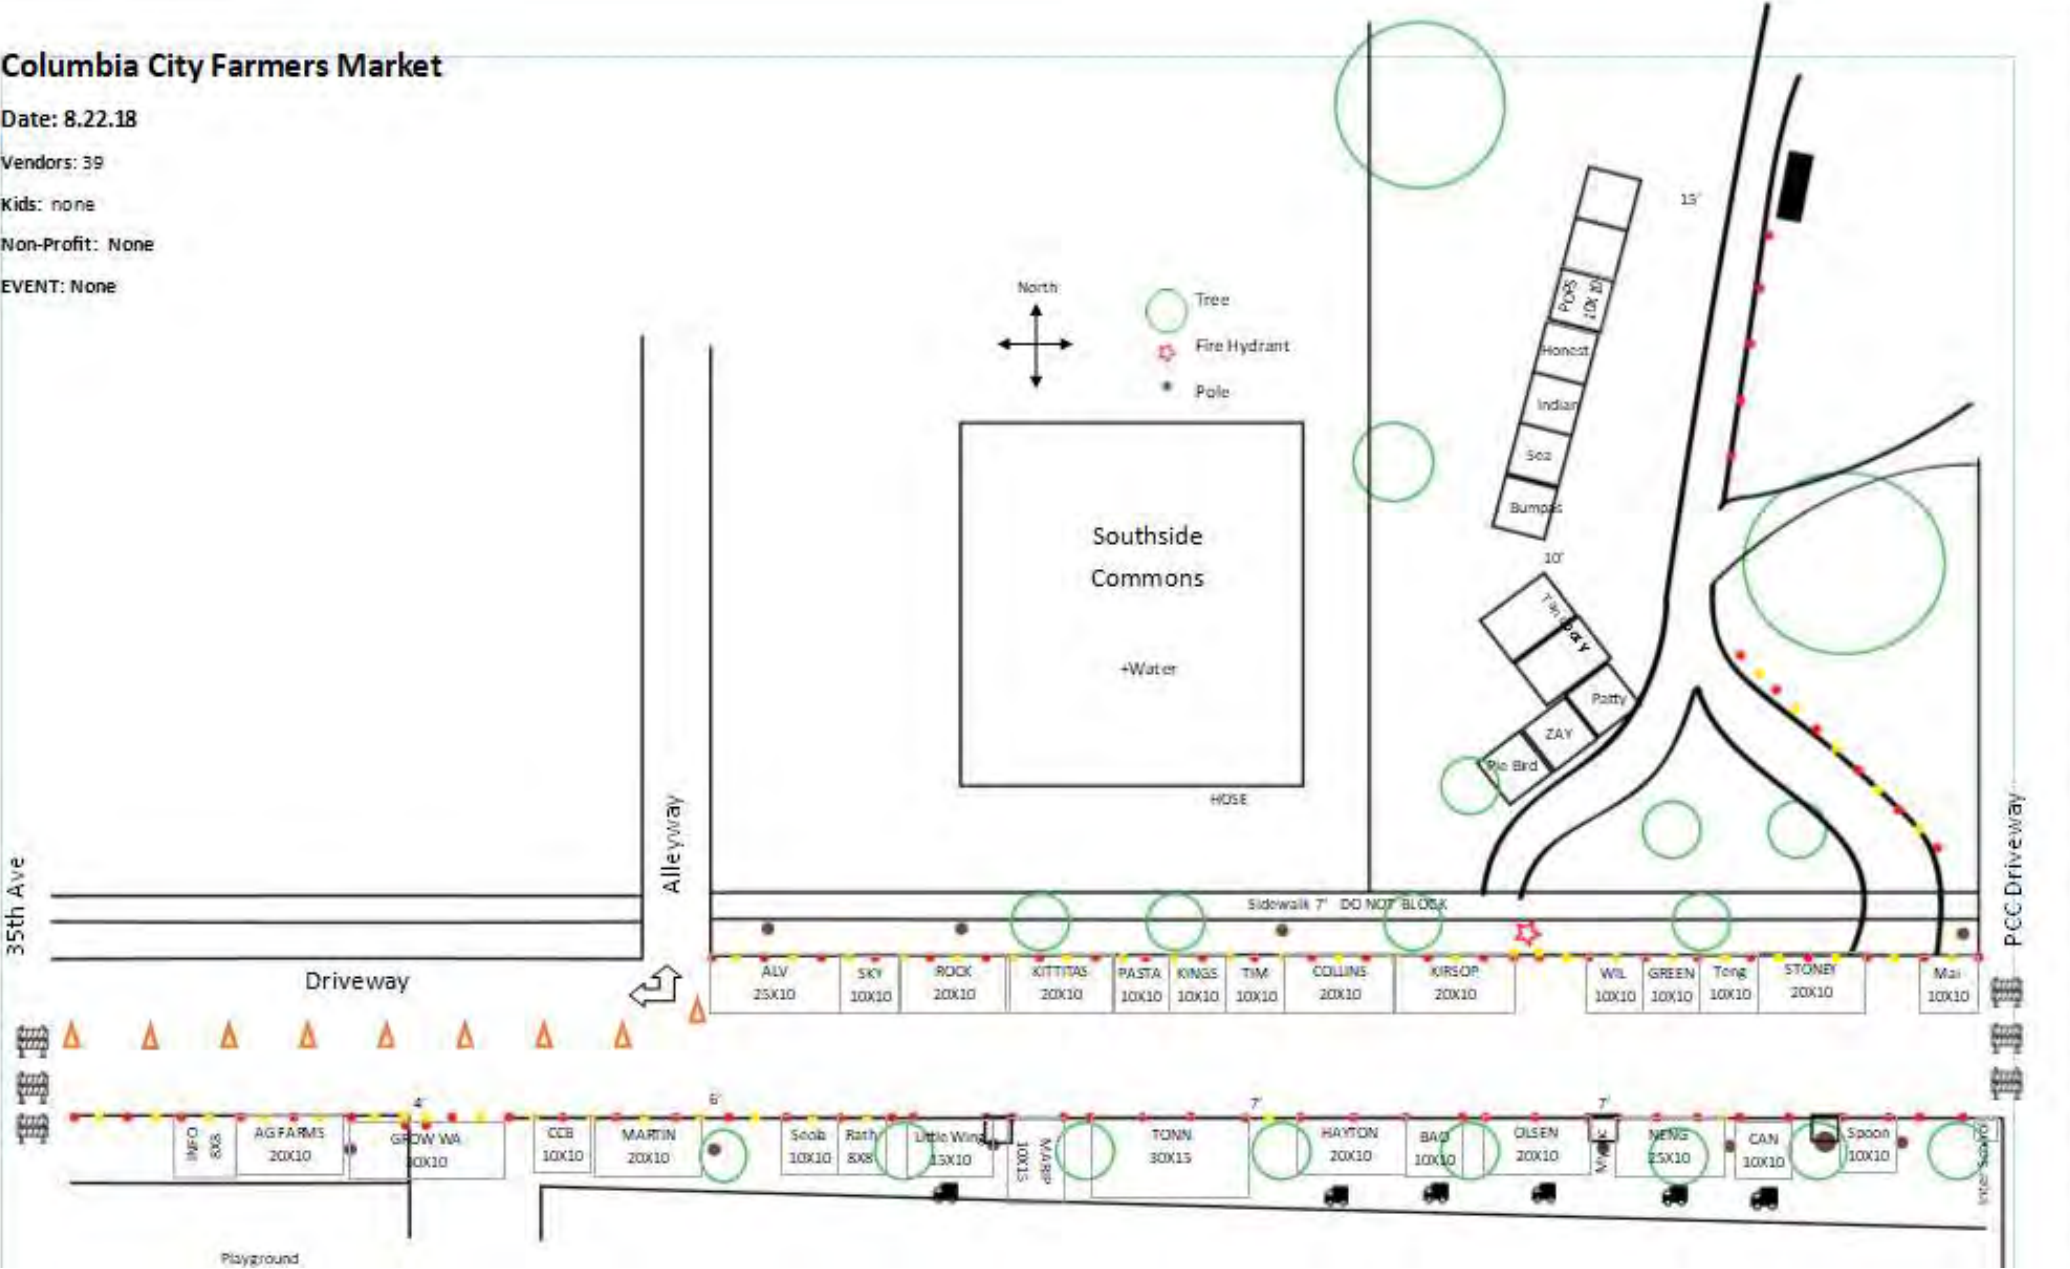 Columbia City Farmers Market
Date: 8.22.18
Vendors: 39
Kids: none
Non-Profit: None
EVENT: None
North
Tree
Fire Hydrant
Pole
15'
POPS
10X10
Honest
Indian
Sea
Bumpas
10'
Patty
ZAY
Pie Bird
Southside
Commons
+Water
HOSE
Alleyway
35th Ave
PCC Driveway
Sidewalk 7' DO NOT BLOCK
Driveway
ALV
25X10
SKY
10X10
ROCK
20X10
KITTITAS
20X10
PASTA
10X10
KINGS
10X10
TIM
10X10
COLLINS
20X10
KIRSOP
20X10
WIL
10X10
GREEN
10X10
Teng
10X10
STONEY
20X10
Mai
10X10
4'
6'
7'
7'
INFO
8X8
AG FARMS
20X10
GROW WA
30X10
CCB
10X10
MARTIN
20X10
10X10
Rath
8X8
Little Wing
15X10
10X15
TONN
30X15
HAYTON
20X10
BAO
10X10
OLSEN
20X10
NENG
25X10
CAN
10X10
Spoon
10X10
Playground